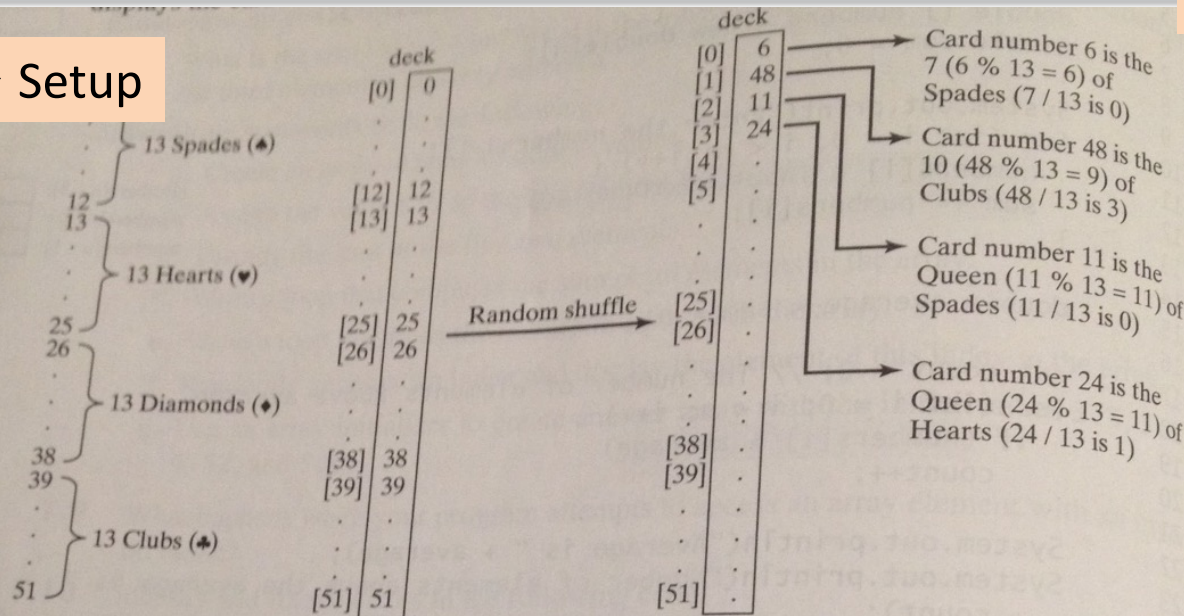 Setup
deck
[0] 0
13 Spades (♠)
12
13
[12] 12
[13] 13
13 Hearts (♥)
25
26
[25] 25
[26] 26
13 Diamonds (♦)
38
39
[38] 38
[39] 39
13 Clubs (♣)
51
[51] 51
Random shuffle
deck
[0] 6
[1] 48
[2] 11
[3] 24
[4]
[5]
[25]
[26]
[38]
[39]
[51]
Card number 6 is the
7 (6 % 13 = 6) of
Spades (7 / 13 is 0)
Card number 48 is the
10 (48 % 13 = 9) of
Clubs (48 / 13 is 3)
Card number 11 is the
Queen (11 % 13 = 11) of
Spades (11 / 13 is 0)
Card number 24 is the
Queen (24 % 13 = 11) of
Hearts (24 / 13 is 1)